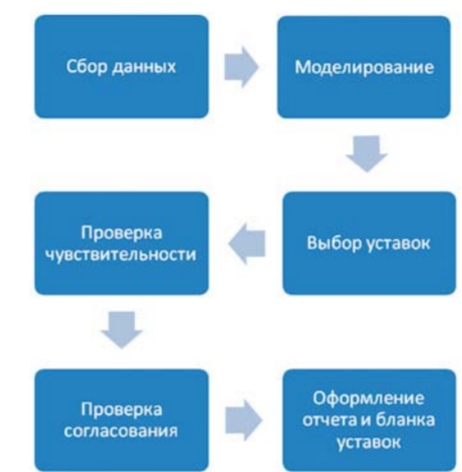 Сбор данных
Моделирование
Выбор уставок
Проверка
чувствительности
Проверка
согласования
Оформление
отчета и бланка
уставок